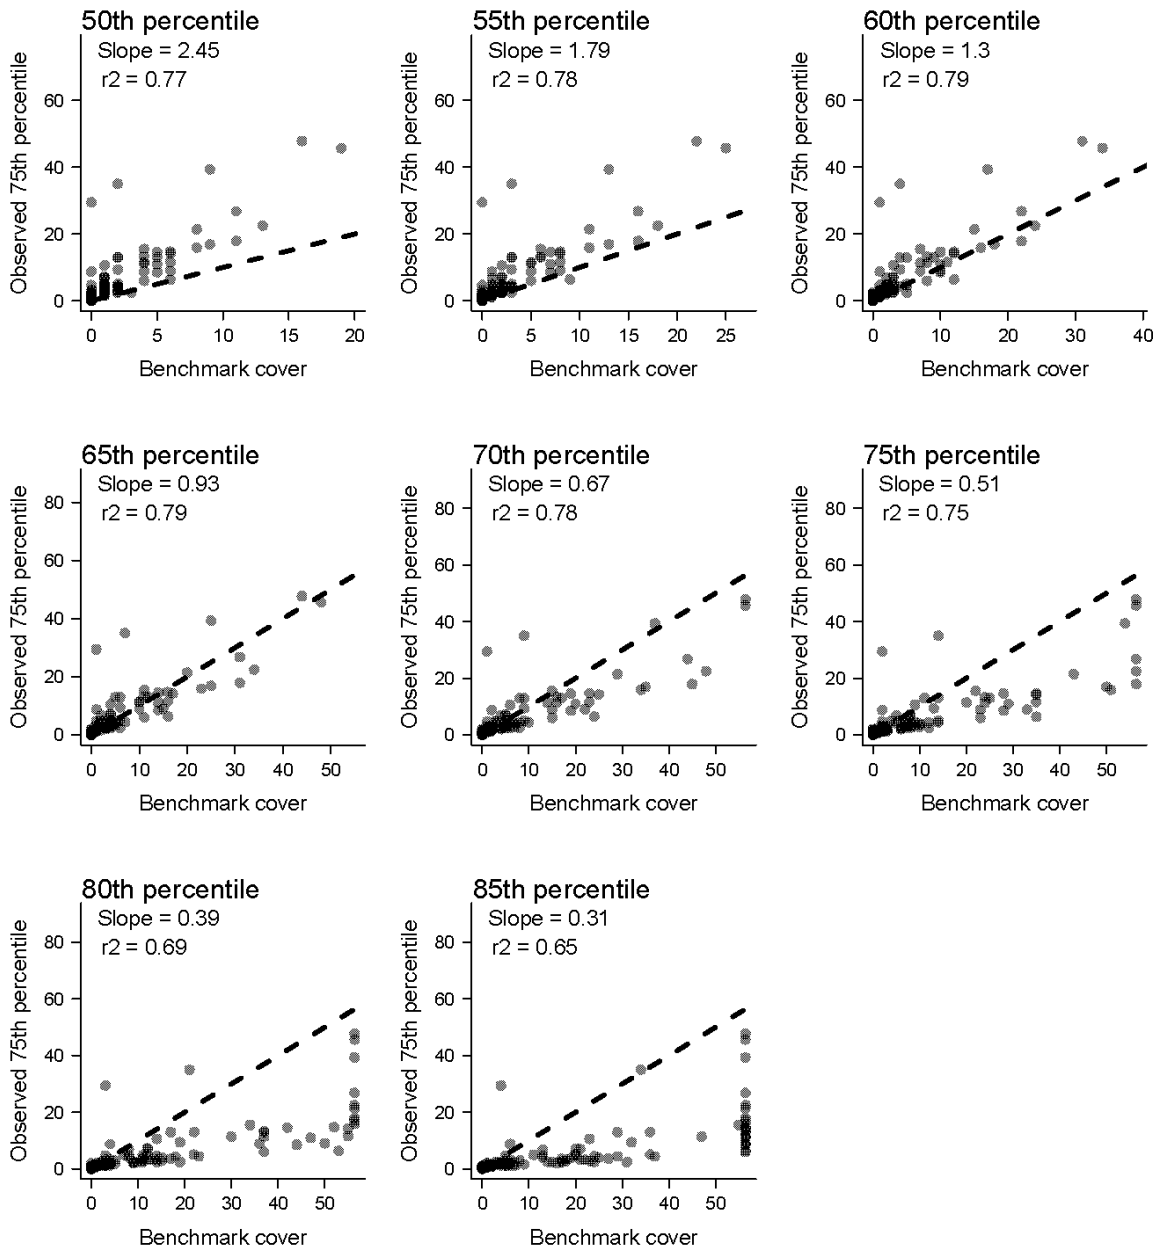 50th percentile
Slope = 2.45
r2 = 0.77
Observed 75th percentile
60
40
20
0
0 5 10 15 20
Benchmark cover
55th percentile
Slope = 1.79
r2 = 0.78
Observed 75th percentile
60
40
20
0
0 5 10 15 20 25
Benchmark cover
60th percentile
Slope = 1.3
r2 = 0.79
Observed 75th percentile
60
40
20
0
0 10 20 30 40
Benchmark cover
65th percentile
Slope = 0.93
r2 = 0.79
Observed 75th percentile
80
60
40
20
0
0 10 20 30 40 50
Benchmark cover
70th percentile
Slope = 0.67
r2 = 0.78
Observed 75th percentile
80
60
40
20
0
0 10 20 30 40 50
Benchmark cover
75th percentile
Slope = 0.51
r2 = 0.75
Observed 75th percentile
80
60
40
20
0
0 10 20 30 40 50
Benchmark cover
80th percentile
Slope = 0.39
r2 = 0.69
Observed 75th percentile
80
60
40
20
0
0 10 20 30 40 50
Benchmark cover
85th percentile
Slope = 0.31
r2 = 0.65
Observed 75th percentile
80
60
40
20
0
0 10 20 30 40 50
Benchmark cover